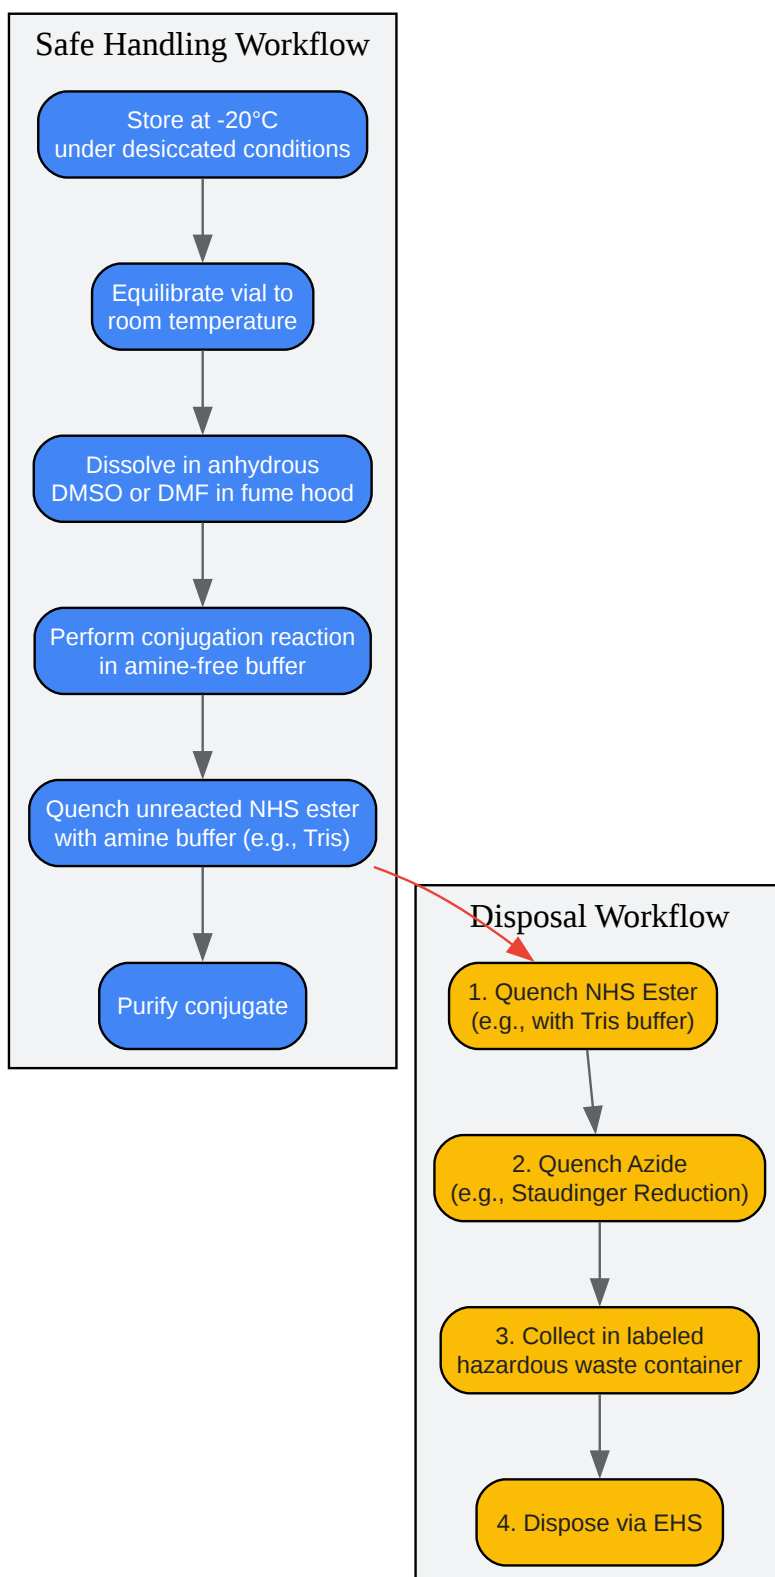 Safe Handling Workflow
Store at -20°C
under desiccated conditions
Equilibrate vial to
room temperature
Dissolve in anhydrous
DMSO or DMF in fume hood
Perform conjugation reaction
in amine-free buffer
Quench unreacted NHS ester
with amine buffer (e.g., Tris)
Purify conjugate
Disposal Workflow
1. Quench NHS Ester
(e.g., with Tris buffer)
2. Quench Azide
(e.g., Staudinger Reduction)
3. Collect in labeled
hazardous waste container
4. Dispose via EHS